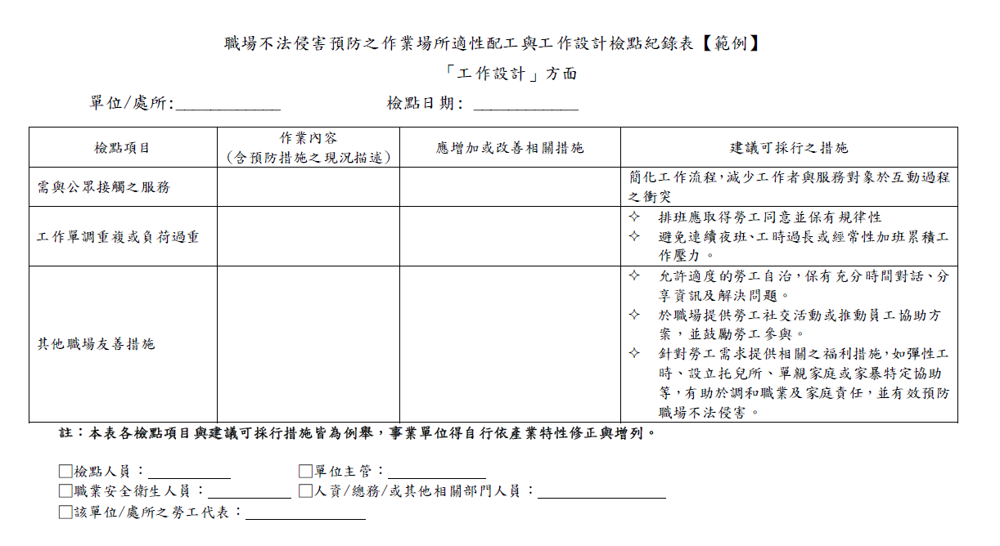 職場不法侵害預防之作業場所適性配工與工作設計檢點紀錄表【範例】
「工作設計」方面
單位/處所:____________ 檢點日期: ____________
檢點項目
作業內容
(含預防措施之現況描述)
應增加或改善相關措施
建議可採行之措施
需與公眾接觸之服務
簡化工作流程,減少工作者與服務對象於互動過程
之衝突
工作單調重複或負荷過重
✧ 排班應取得勞工同意並保有規律性
✧ 避免連續夜班、工時過長或經常性加班累積工
作壓力。
其他職場友善措施
✧ 允許適度的勞工自治,保有充分時間對話、分
享資訊及解決問題。
✧ 於職場提供勞工社交活動或推動員工協助方
案,並鼓勵勞工參與。
✧ 針對勞工需求提供相關之福利措施,如彈性工
時、設立托兒所、單親家庭或家暴特定協助
等,有助於調和職業及家庭責任,並有效預防
職場不法侵害。
註:本表各檢點項目與建議可採行措施皆為例舉,事業單位得自行依產業特性修正與增列。
□檢點人員:__________ □單位主管:____________
□職業安全衛生人員:__________ □人資/總務/或其他相關部門人員:________________
□該單位/處所之勞工代表:______________